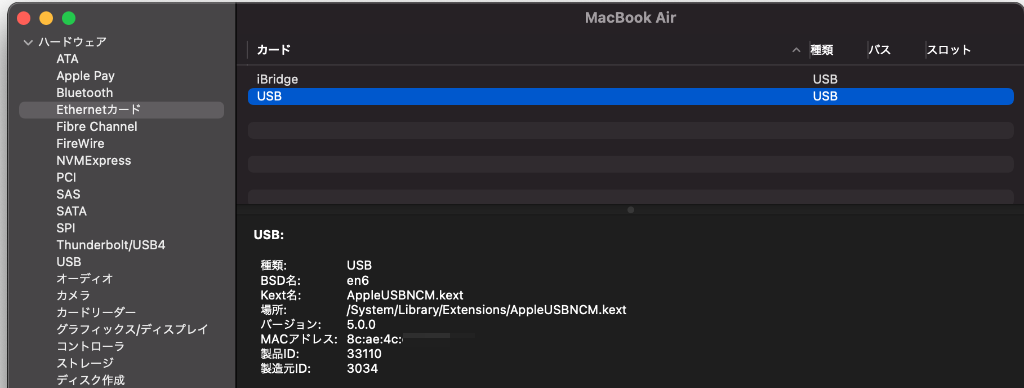 MacBook Air
ハードウェア
ATA
Apple Pay
Bluetooth
Ethernetカード
Fibre Channel
FireWire
NVMExpress
PCI
SAS
SATA
SPI
Thunderbolt/USB4
USB
オーディオ
カメラ
カードリーダー
グラフィックス/ディスプレイ
コントローラ
ストレージ
ディスク作成
カード 種類 バス スロット
iBridge USB
USB USB
USB:
種類: USB
BSD名: en6
Kext名: AppleUSBNCM.kext
場所: /System/Library/Extensions/AppleUSBNCM.kext
バージョン: 5.0.0
MACアドレス: 8c:ae:4c:
製品ID: 33110
製造元ID: 3034